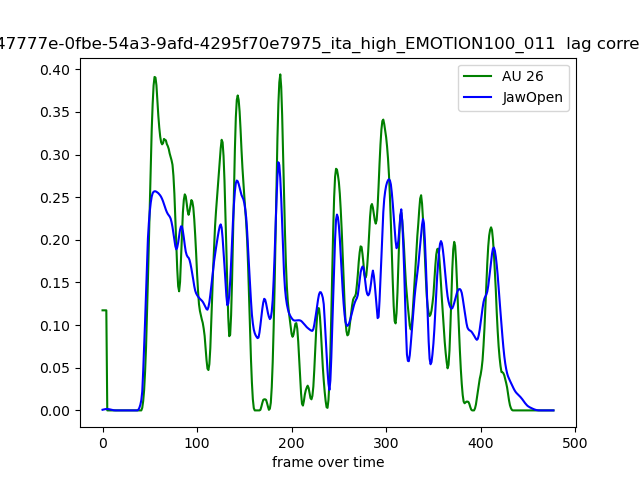 47777e-0fbe-54a3-9afd-4295f70e7975_ita_high_EMOTION100_011 lag corre
AU 26
JawOpen
0.40
0.35
0.30
0.25
0.20
0.15
0.10
0.05
0.00
0 100 200 300 400 500
frame over time